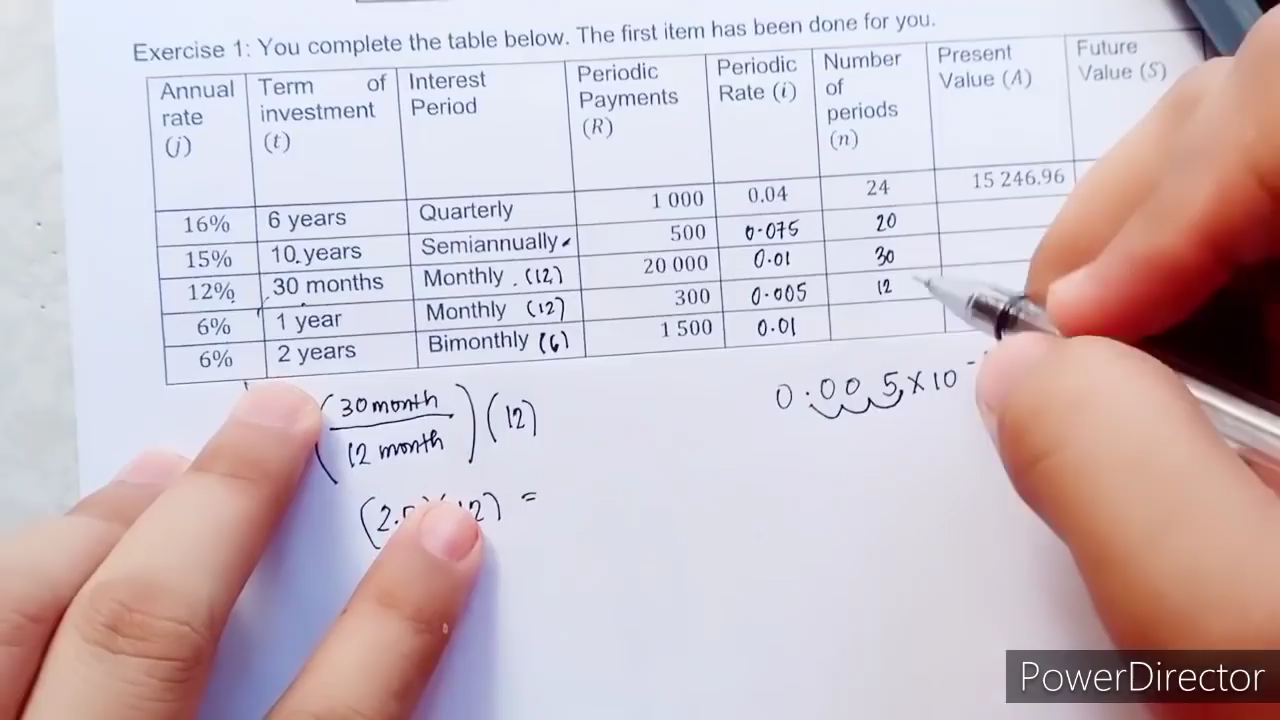 Exercise 1: You complete the table below. The first item has been done for you.
Annual rate (j) Term of investment (t) Interest Period Periodic Payments (R) Periodic Rate (i) Number of periods (n) Present Value (A) Future Value (S)
16% 6 years Quarterly 1 000 0.04 24 15 246.96
15% 10 years Semiannually 500 0.075 20
12% 30 months Monthly (12) 20 000 0.01 30
6% 1 year Monthly (12) 300 0.005 12
6% 2 years Bimonthly (6) 1 500 0.01
(30 month / 12 month) (12)
0.005 × 10
12) =
PowerDirector